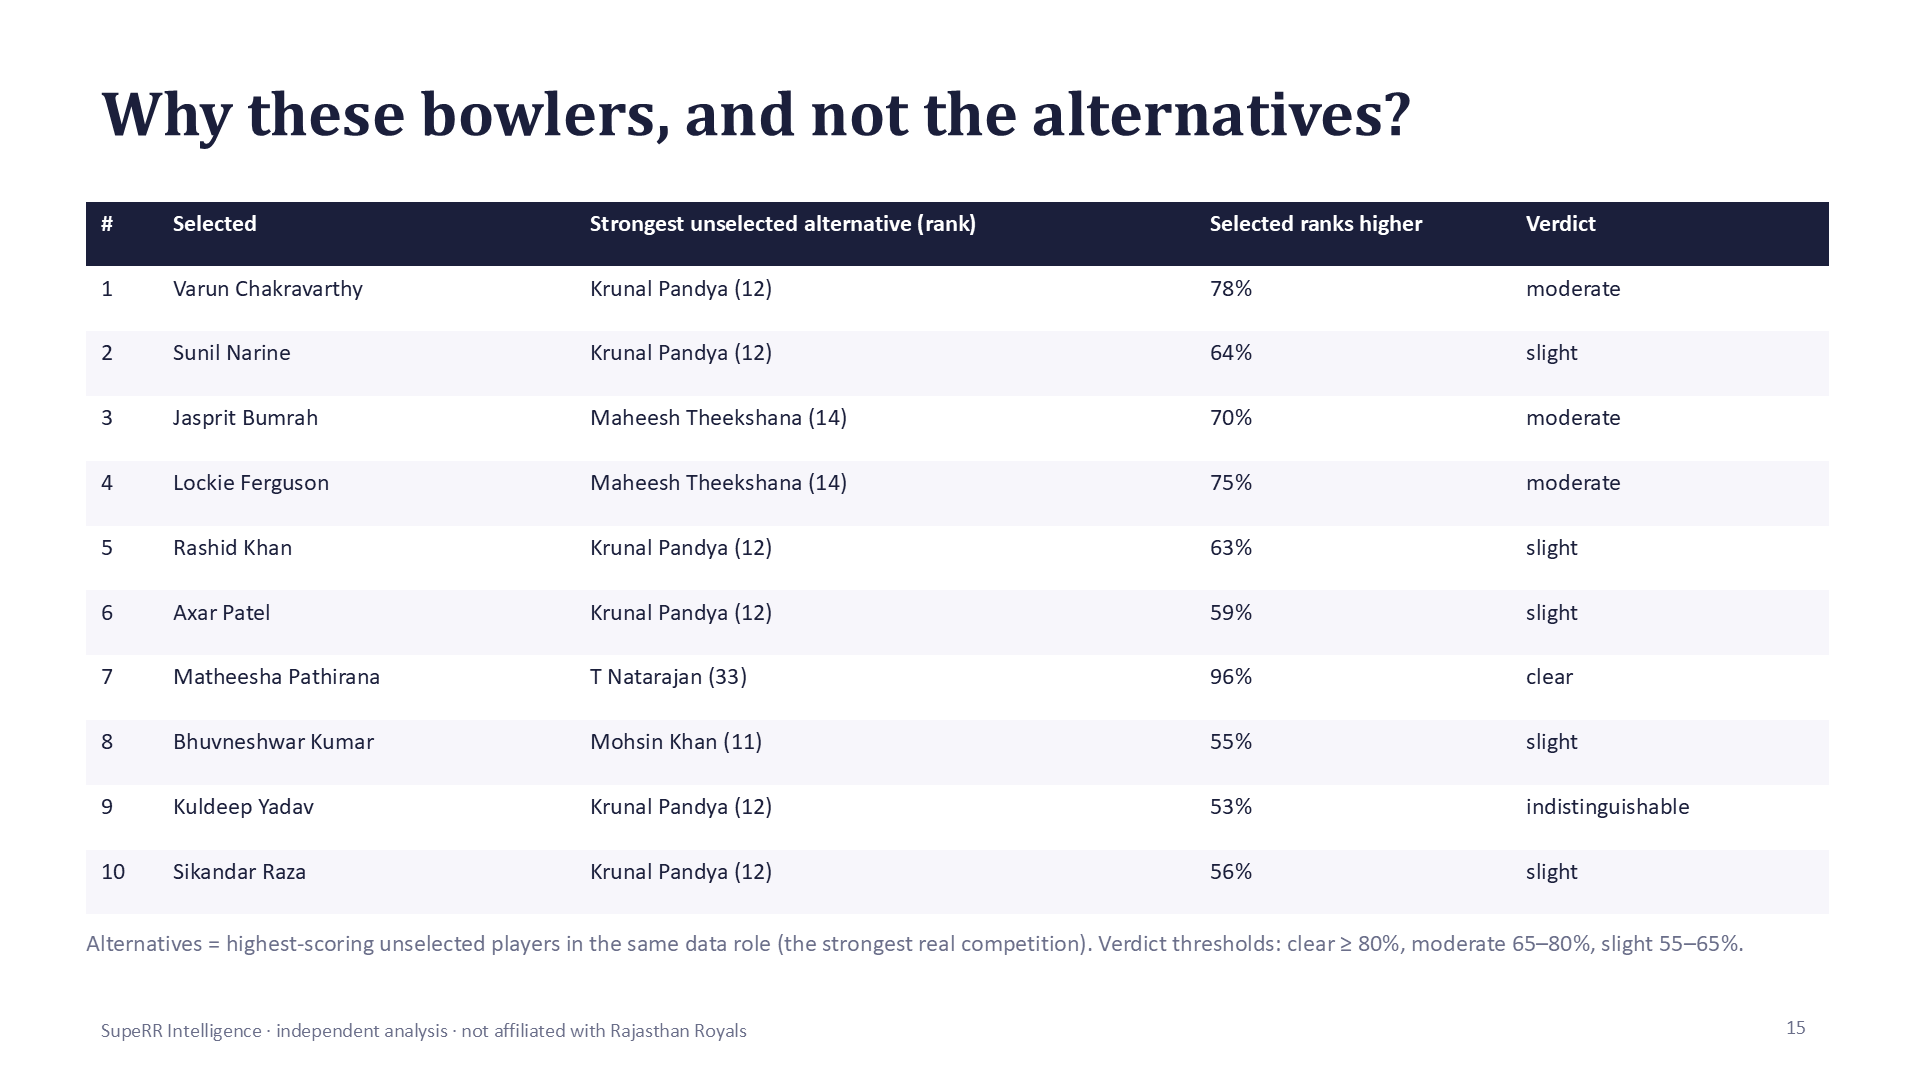 Why these bowlers, and not the alternatives?
# Selected Strongest unselected alternative (rank) Selected ranks higher Verdict
1 Varun Chakravarthy Krunal Pandya (12) 78% moderate
2 Sunil Narine Krunal Pandya (12) 64% slight
3 Jasprit Bumrah Maheesh Theekshana (14) 70% moderate
4 Lockie Ferguson Maheesh Theekshana (14) 75% moderate
5 Rashid Khan Krunal Pandya (12) 63% slight
6 Axar Patel Krunal Pandya (12) 59% slight
7 Matheesha Pathirana T Natarajan (33) 96% clear
8 Bhuvneshwar Kumar Mohsin Khan (11) 55% slight
9 Kuldeep Yadav Krunal Pandya (12) 53% indistinguishable
10 Sikandar Raza Krunal Pandya (12) 56% slight
Alternatives = highest-scoring unselected players in the same data role (the strongest real competition). Verdict thresholds: clear ≥ 80%, moderate 65–80%, slight 55–65%.
SupeRR Intelligence · independent analysis · not affiliated with Rajasthan Royals
15